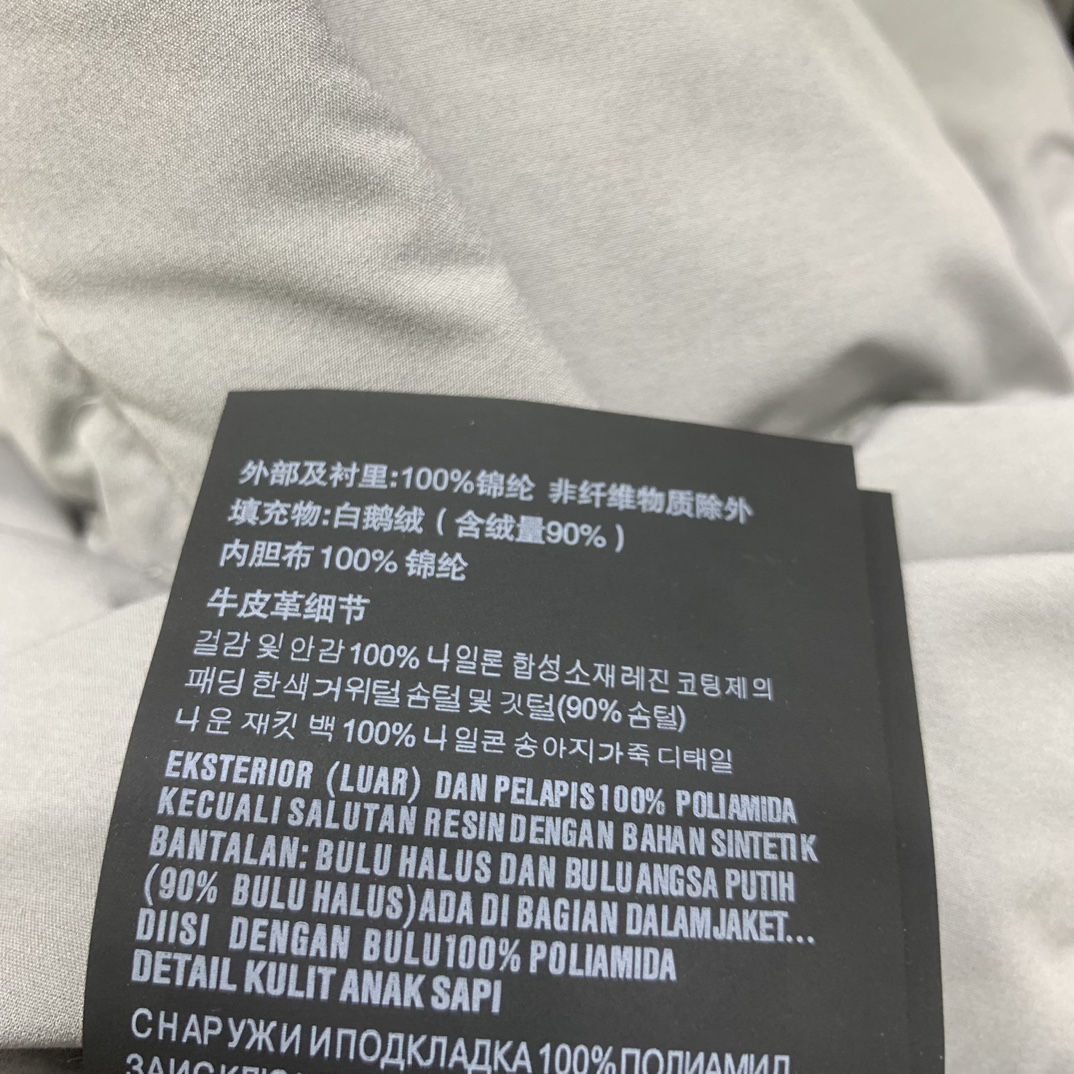 外部及衬里:100%锦纶 非纤维物质除外
填充物:白鹅绒 ( 含绒量90% )
内胆布 100% 锦纶
牛皮革细节
걸감 및 안감 100% 나일론 합성소재 레진 코팅제의
패딩 한색거위털솜털 및 깃털(90% 솜털)
나운 재킷 백 100% 나일콘 송아지가죽 디태일
EKSTERIOR (LUAR) DAN PELAPIS 100% POLIAMIDA
KECUALI SALUTAN RESIN DENGAN BAHAN SINTETIK
BANTALAN: BULU HALUS DAN BULU ANGSA PUTIH
(90% BULU HALUS) ADA DI BAGIAN DALAM JAKET...
DIISI DENGAN BULU 100% POLIAMIDA
DETAIL KULIT ANAK SAPI
СНАРУЖИ И ПОДКЛАДКА 100% ПОЛИАМИД